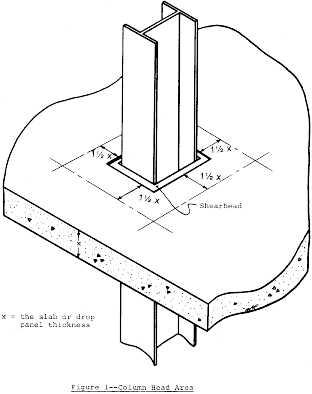 1½ x
1½ x
1½ x
1½ x
Shearhead
x
x = the slab or drop
panel thickness
Figure 1--Column Head Area